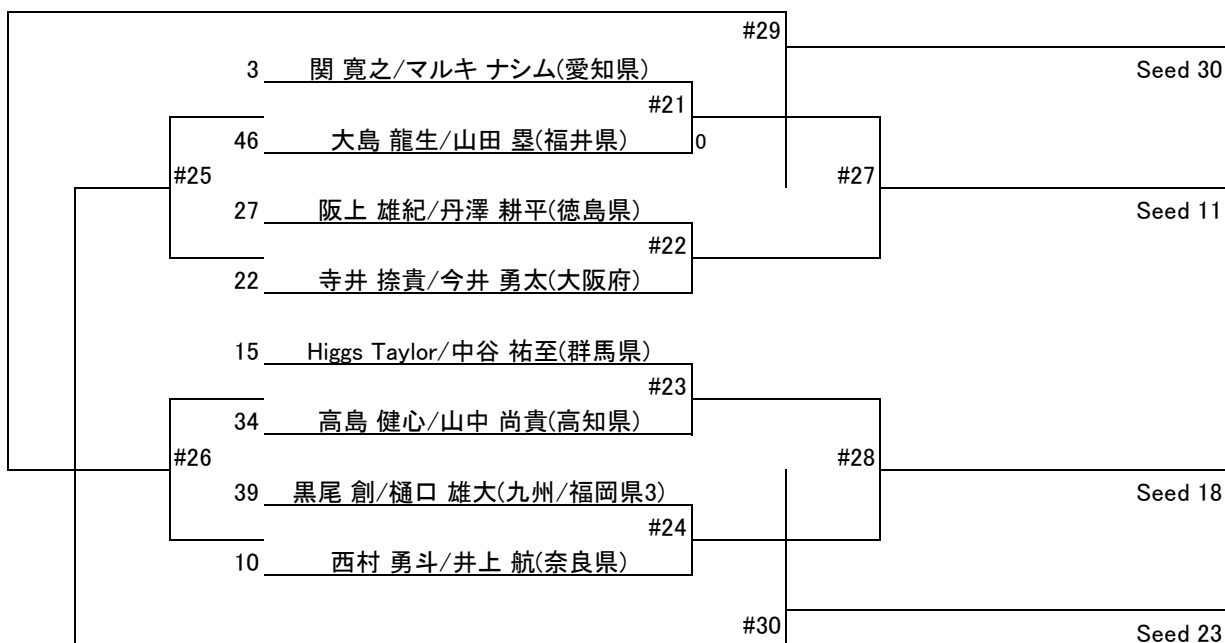 #29
3 関 寛之/マルキ ナシム(愛知県) Seed 30
#21
46 大島 龍生/山田 塁(福井県) 0
#25 #27
27 阪上 雄紀/丹澤 耕平(徳島県) Seed 11
#22
22 寺井 捺貴/今井 勇太(大阪府)
15 Higgs Taylor/中谷 祐至(群馬県)
#23
34 高島 健心/山中 尚貴(高知県)
#26 #28
39 黒尾 創/樋口 雄大(九州/福岡県3) Seed 18
#24
10 西村 勇斗/井上 航(奈良県)
#30 Seed 23